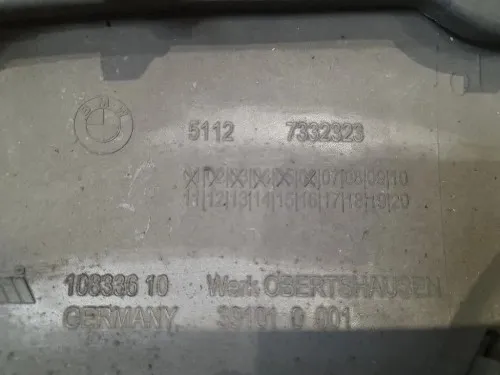 BMW
5112 7332323
X|X|X|X|X|X|07|08|09|10
11|12|13|14|15|16|17|18|19|20
108336 10 Werk OBERTSHAUSEN
GERMANY 39101 0 001